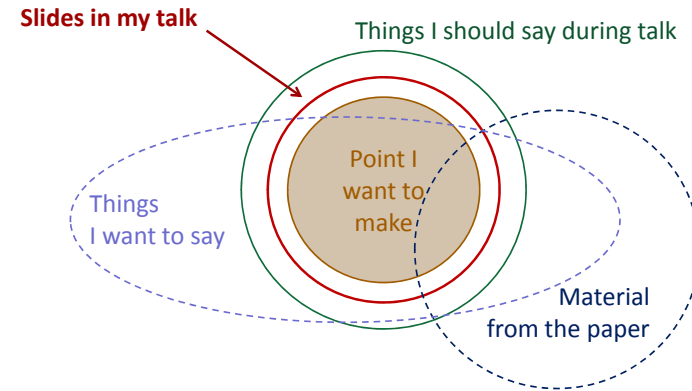 Slides in my talk
Things I should say during talk
Point I
want to
make
Things
I want to say
Material
from the paper